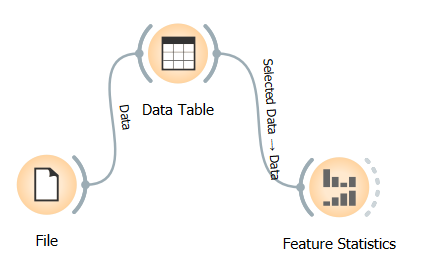 Data Table
Data
Selected Data → Data
File
Feature Statistics